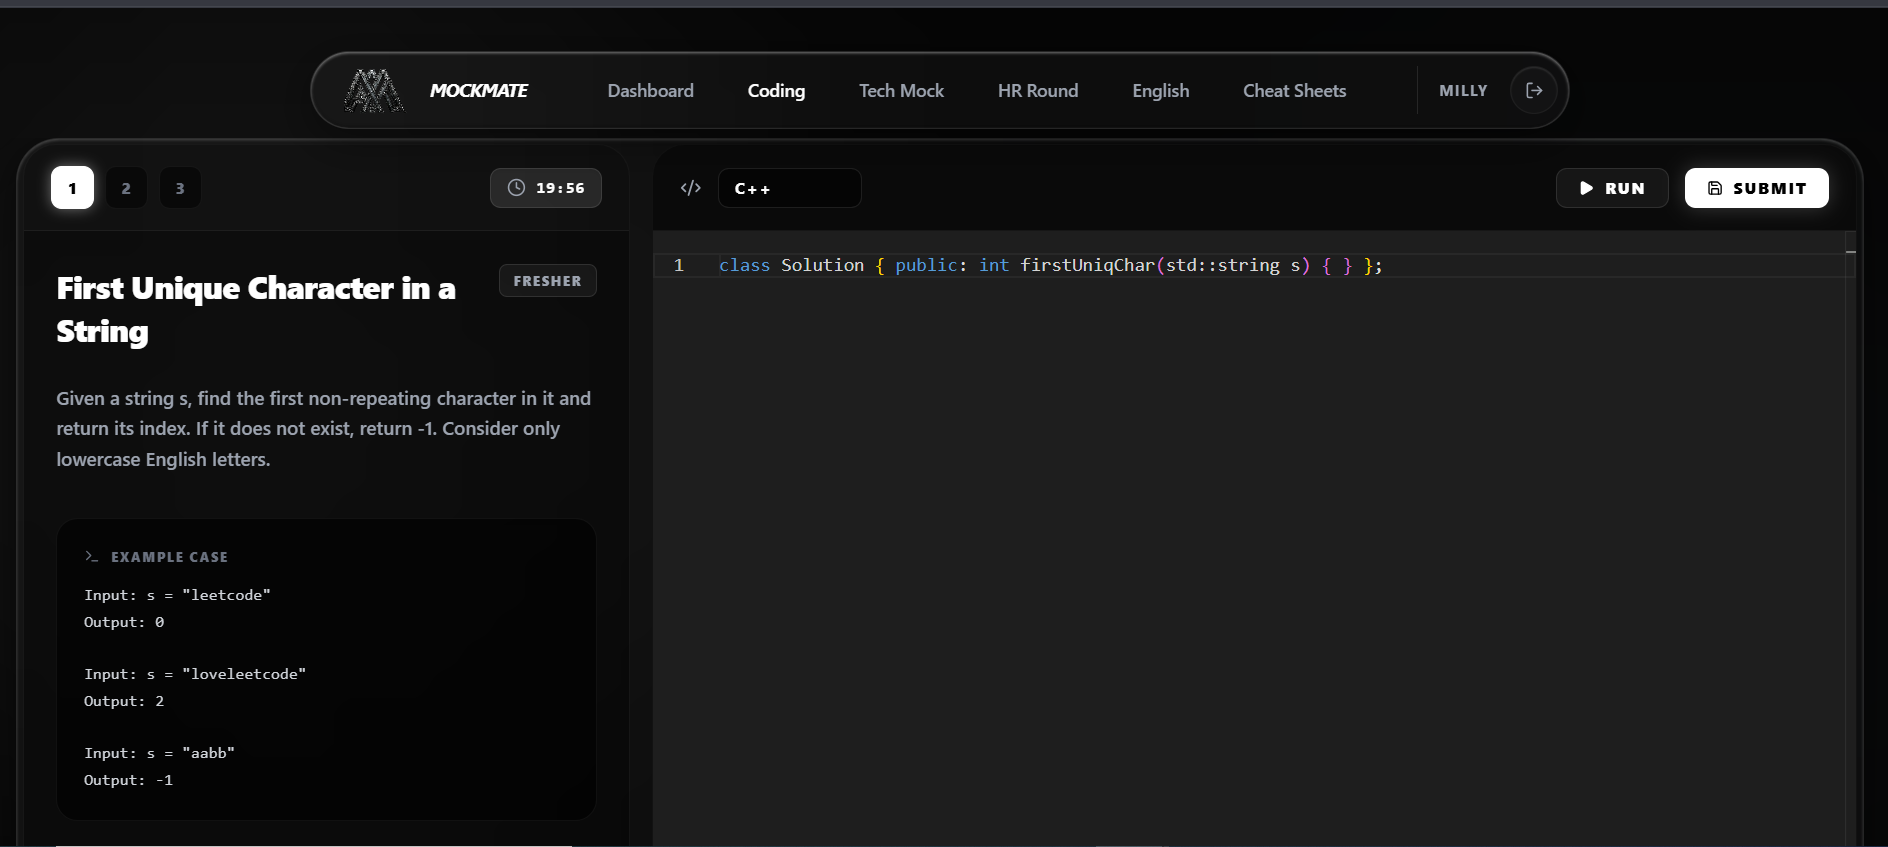 MOCKMATE Dashboard Coding Tech Mock HR Round English Cheat Sheets MILLY
1 2 3 19:56
First Unique Character in a
String
FRESHER
Given a string s, find the first non-repeating character in it and
return its index. If it does not exist, return -1. Consider only
lowercase English letters.
>_ EXAMPLE CASE
Input: s = "leetcode"
Output: 0
Input: s = "loveleetcode"
Output: 2
Input: s = "aabb"
Output: -1
</> C++ RUN SUBMIT
1 class Solution { public: int firstUniqChar(std::string s) { } };